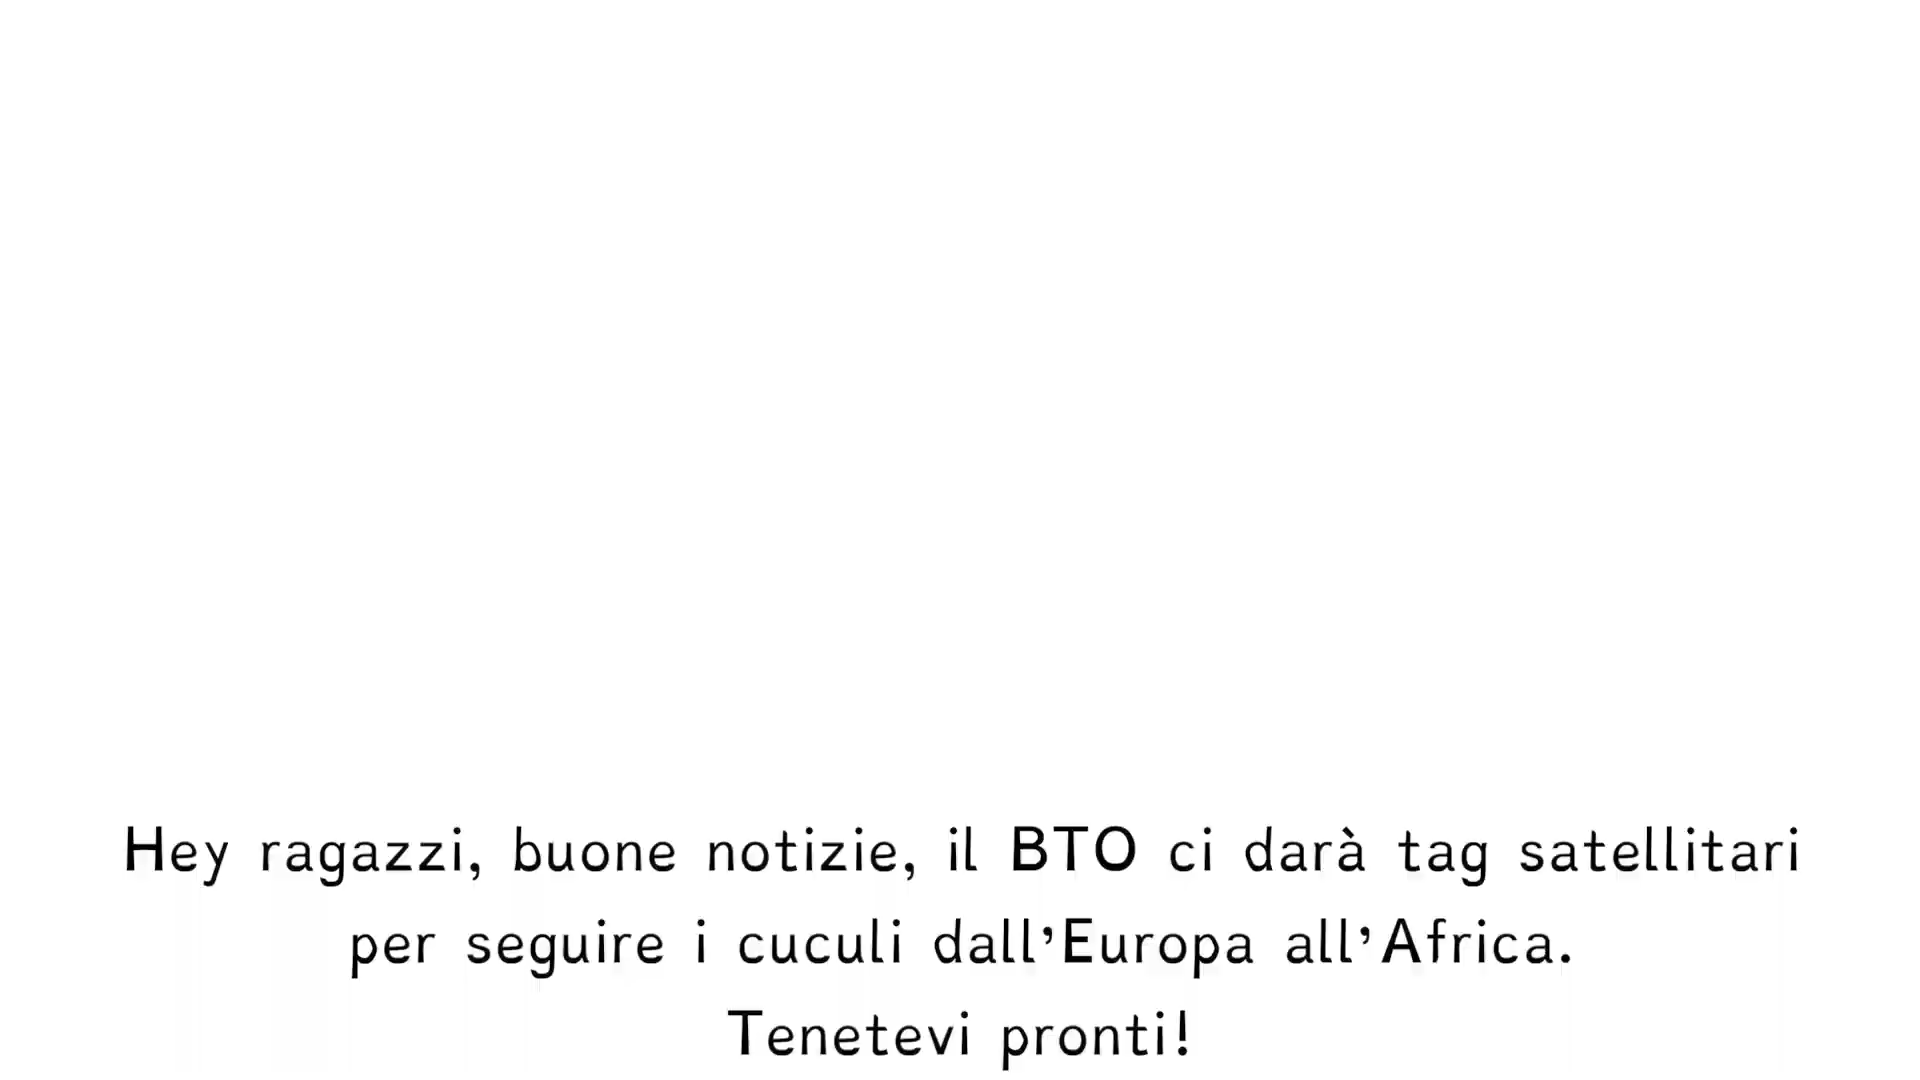 Hey ragazzi, buone notizie, il BTO ci darà tag satellitari
per seguire i cuculi dall’Europa all’Africa.
Tenetevi pronti!